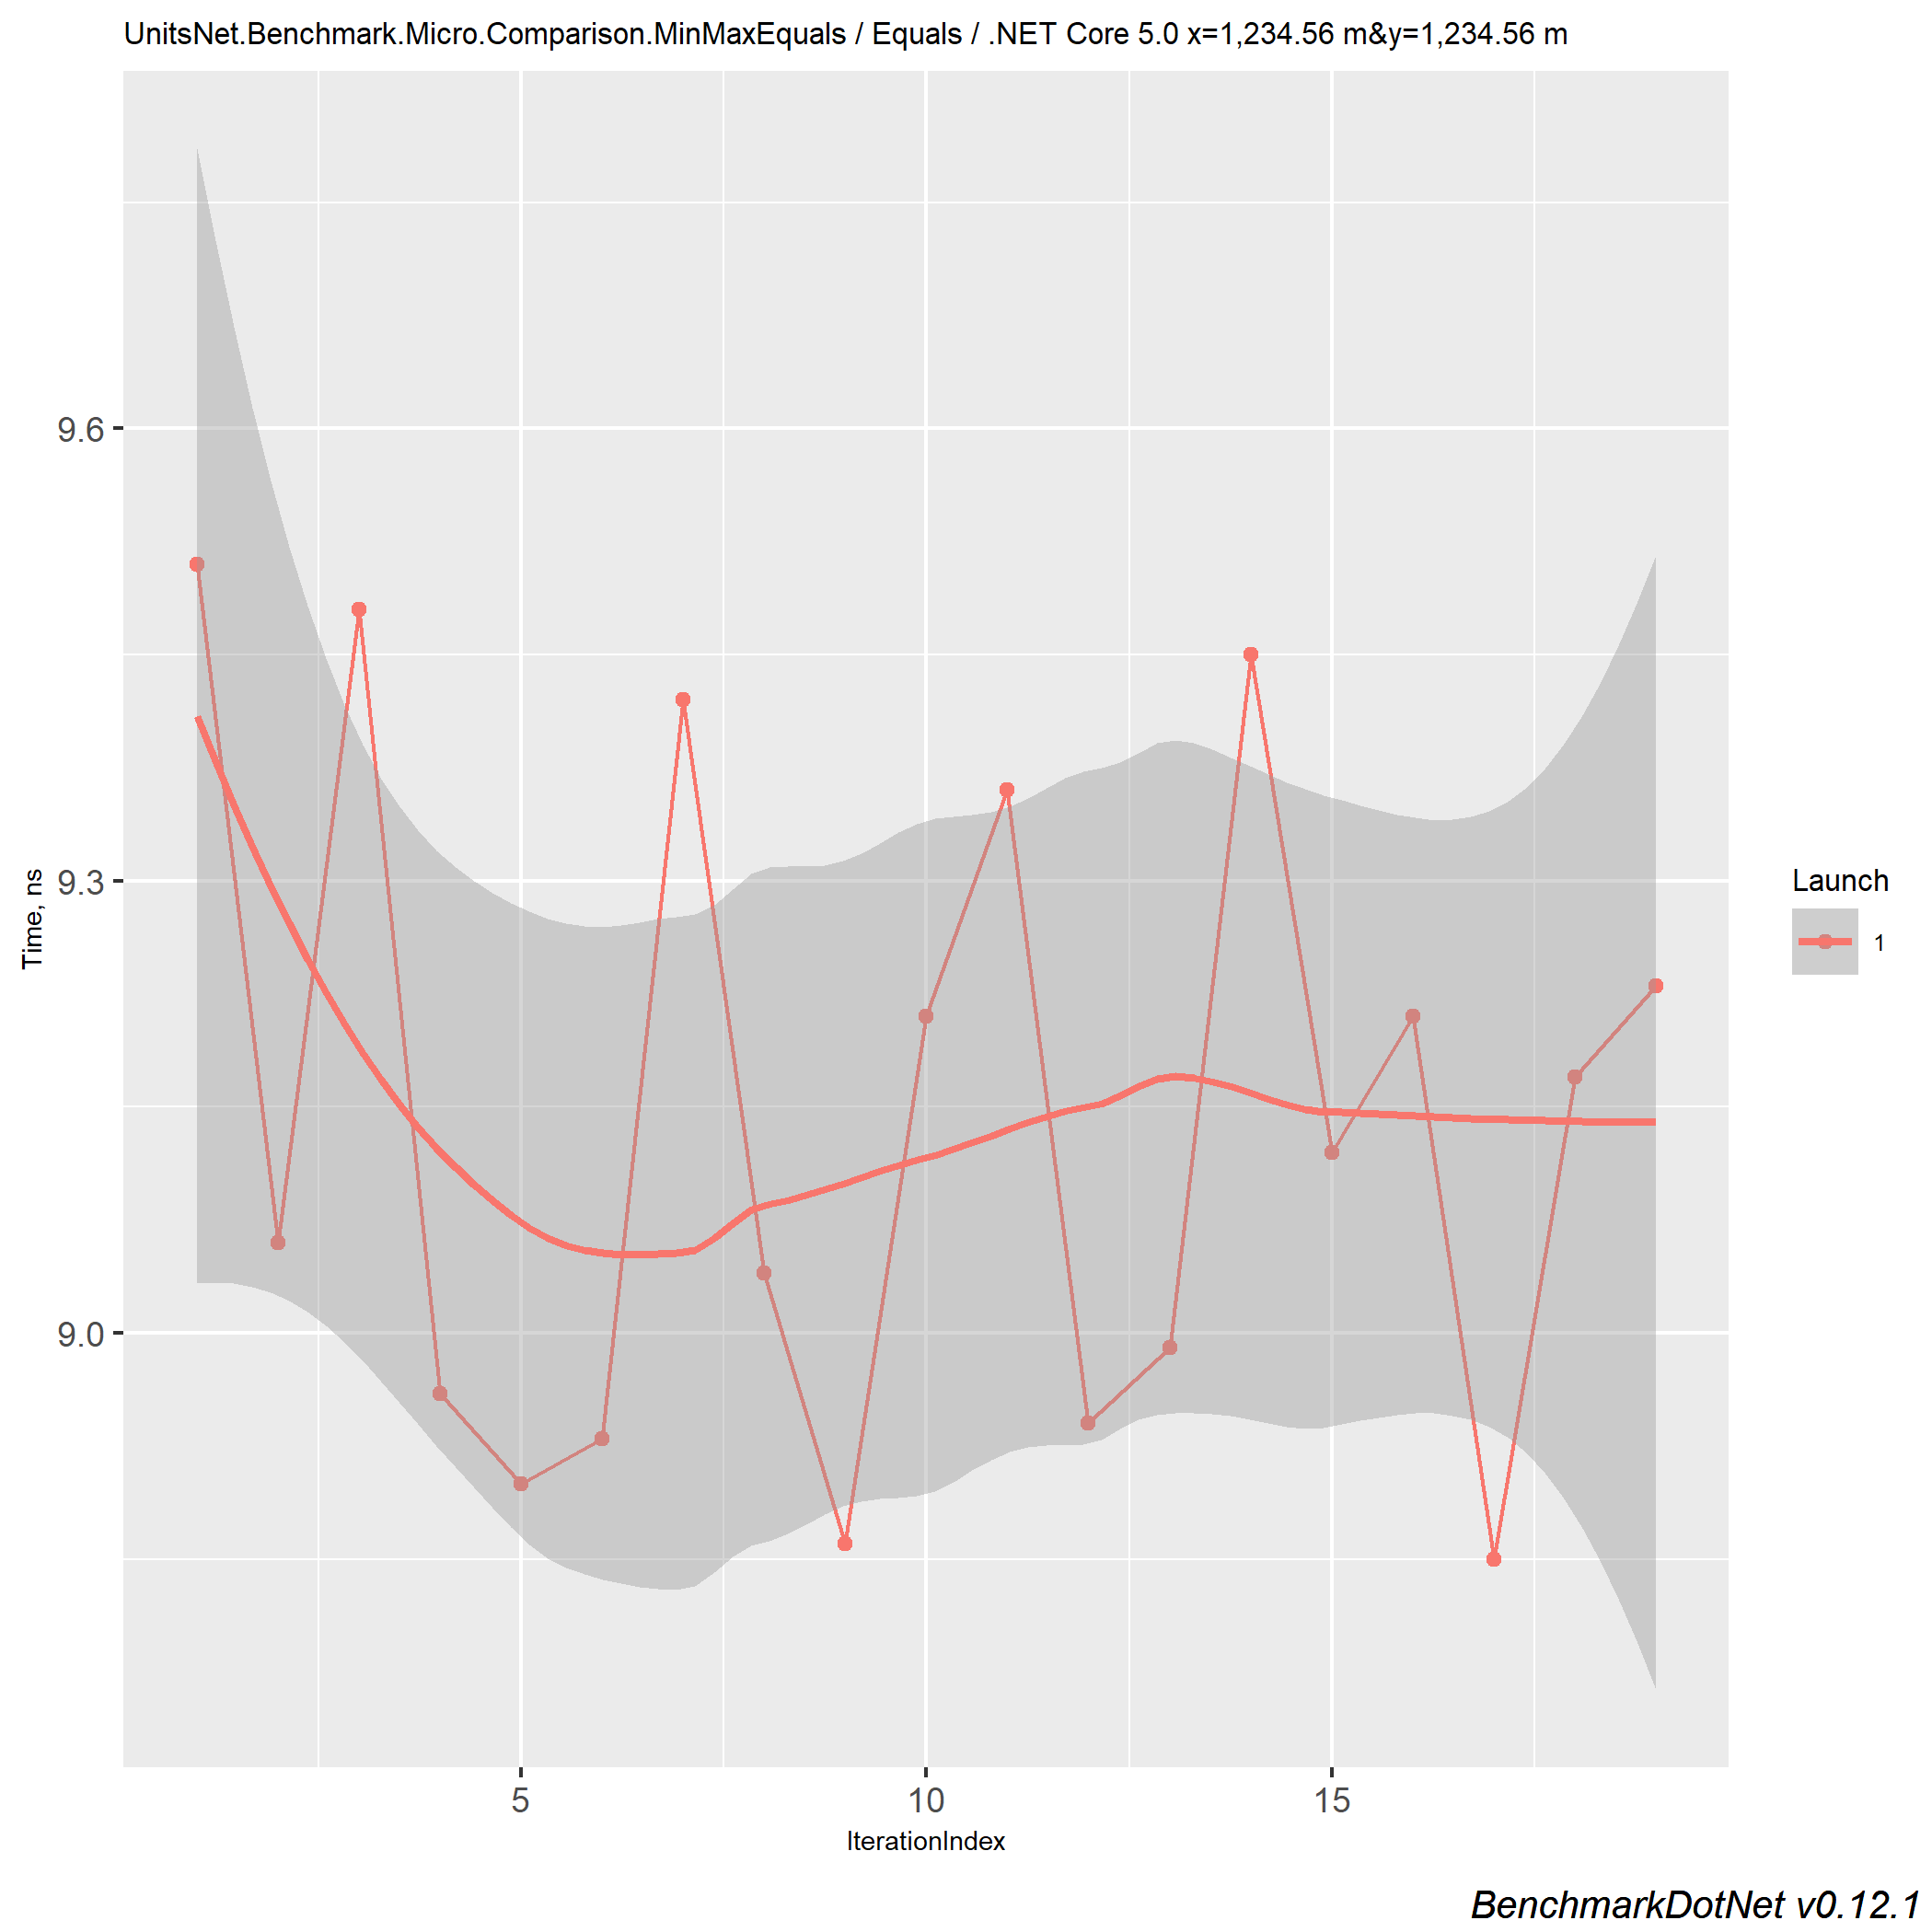 UnitsNet.Benchmark.Micro.Comparison.MinMaxEquals / Equals / .NET Core 5.0 x=1,234.56 m&y=1,234.56 m
9.6
9.3
9.0
Time, ns
5 10 15
IterationIndex
Launch
1
BenchmarkDotNet v0.12.1